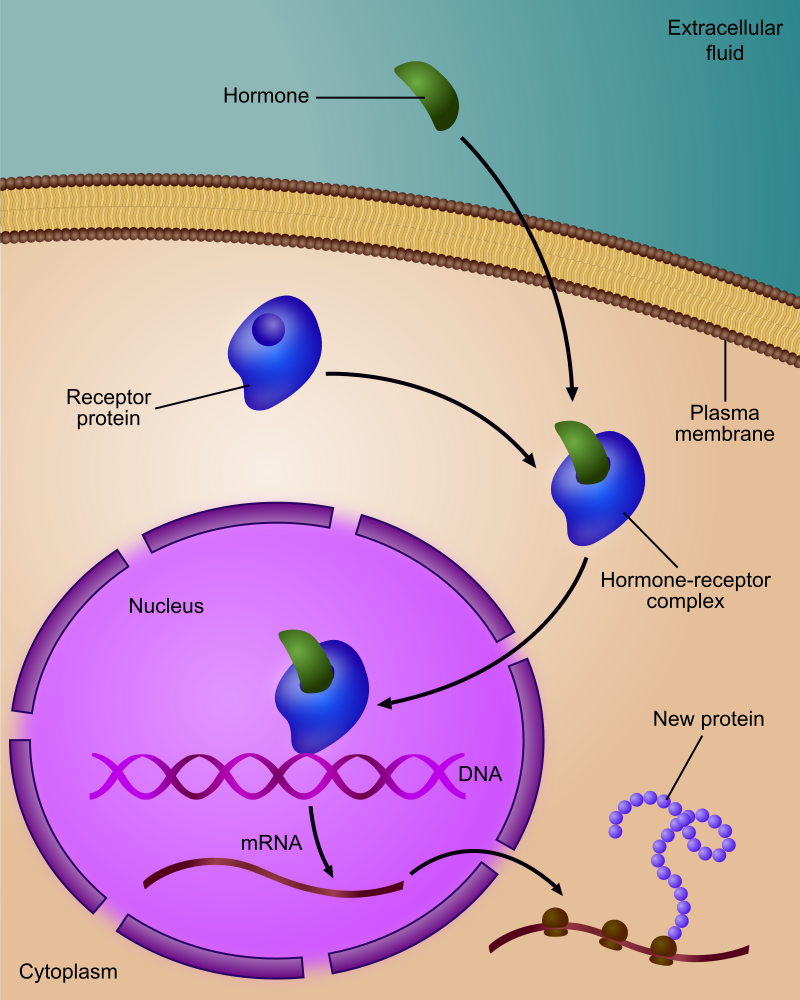 Extracellular
fluid
Hormone
Receptor
protein
Plasma
membrane
Hormone-receptor
complex
Nucleus
New protein
DNA
mRNA
Cytoplasm